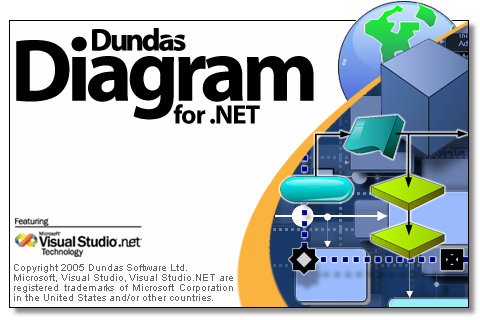 Dundas
Diagram
for .NET
Featuring
Microsoft
Visual Studio.net
Technology
Copyright 2005 Dundas Software Ltd.
Microsoft, Visual Studio, Visual Studio.NET are
registered trademarks of Microsoft Corporation
in the United States and/or other countries.